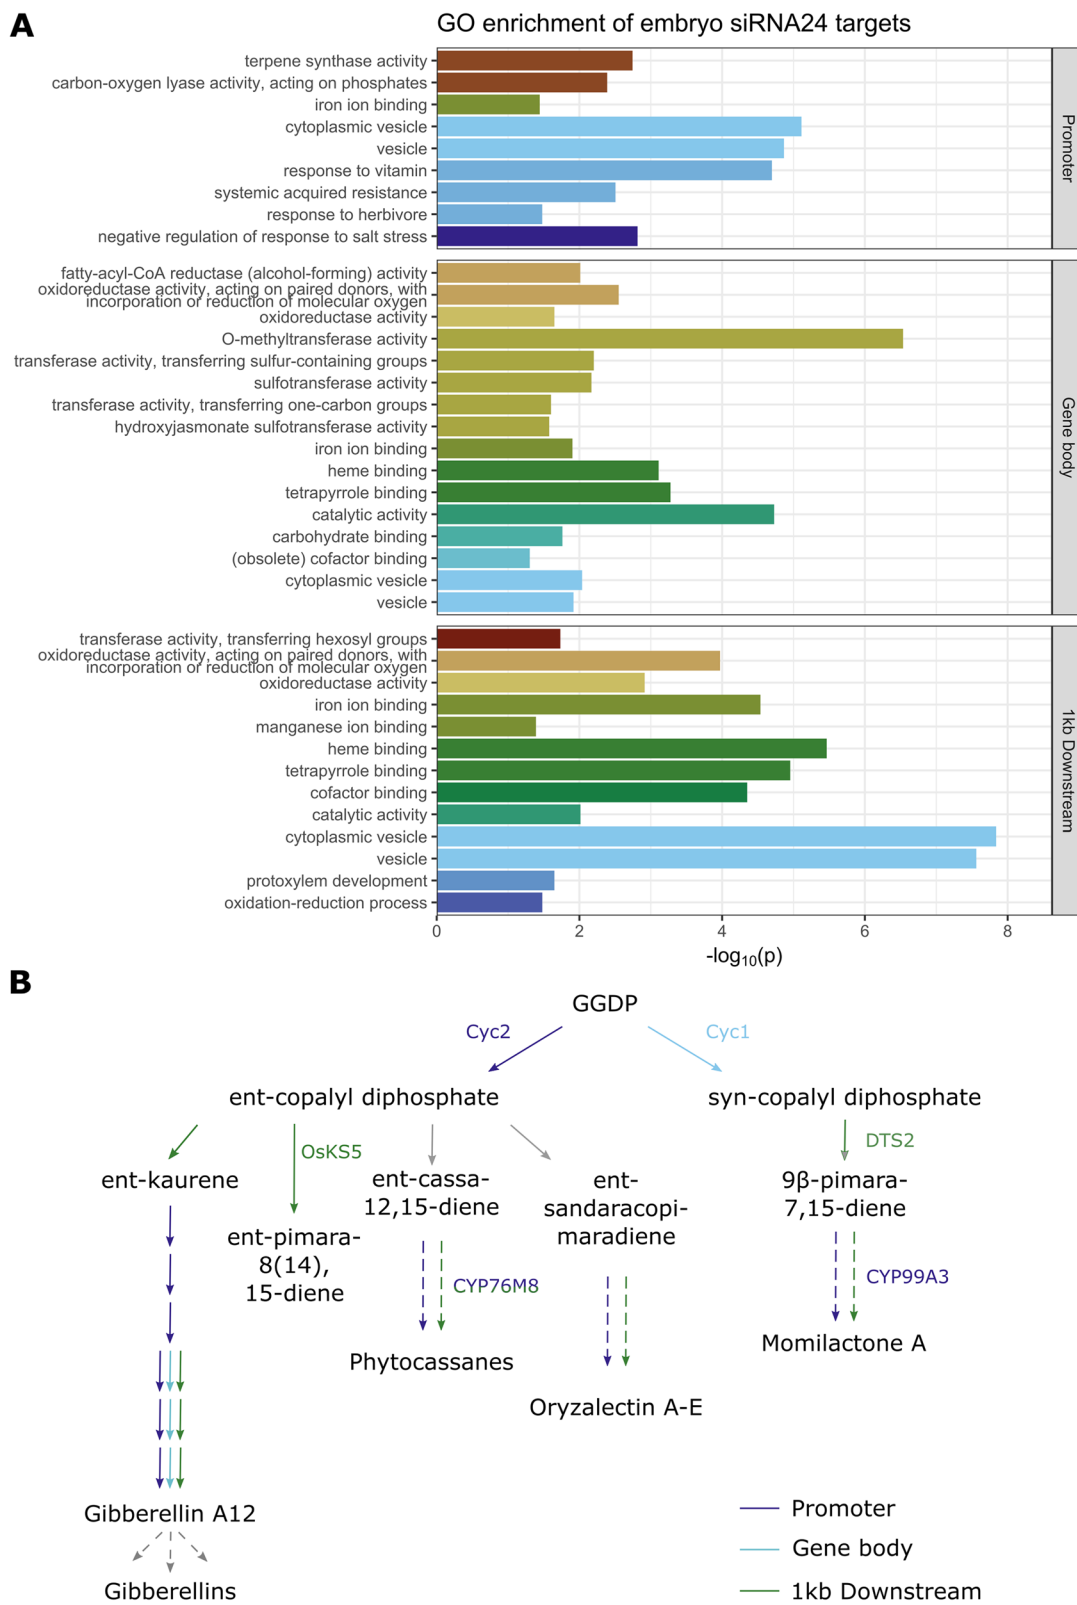 A
GO enrichment of embryo siRNA24 targets
terpene synthase activity
carbon-oxygen lyase activity, acting on phosphates
iron ion binding
cytoplasmic vesicle
vesicle
response to vitamin
systemic acquired resistance
response to herbivore
negative regulation of response to salt stress
Promoter
fatty-acyl-CoA reductase (alcohol-forming) activity
oxidoreductase activity, acting on paired donors, with
incorporation or reduction of molecular oxygen
oxidoreductase activity
O-methyltransferase activity
transferase activity, transferring sulfur-containing groups
sulfotransferase activity
transferase activity, transferring one-carbon groups
hydroxyjasmonate sulfotransferase activity
iron ion binding
heme binding
tetrapyrrole binding
catalytic activity
carbohydrate binding
(obsolete) cofactor binding
cytoplasmic vesicle
vesicle
Gene body
transferase activity, transferring hexosyl groups
oxidoreductase activity, acting on paired donors, with
incorporation or reduction of molecular oxygen
oxidoreductase activity
iron ion binding
manganese ion binding
heme binding
tetrapyrrole binding
cofactor binding
catalytic activity
cytoplasmic vesicle
vesicle
protoxylem development
oxidation-reduction process
1kb Downstream
0 2 4 6 8
-log10(p)
B
GGDP
Cyc2 Cyc1
ent-copalyl diphosphate syn-copalyl diphosphate
OsKS5
DTS2
ent-kaurene
ent-pimara-
8(14),
15-diene
ent-cassa-
12,15-diene
ent-
sandaracopi-
maradiene
9β-pimara-
7,15-diene
CYP76M8
CYP99A3
Phytocassanes
Oryzalectin A-E
Momilactone A
Gibberellin A12
Gibberellins
Promoter
Gene body
1kb Downstream